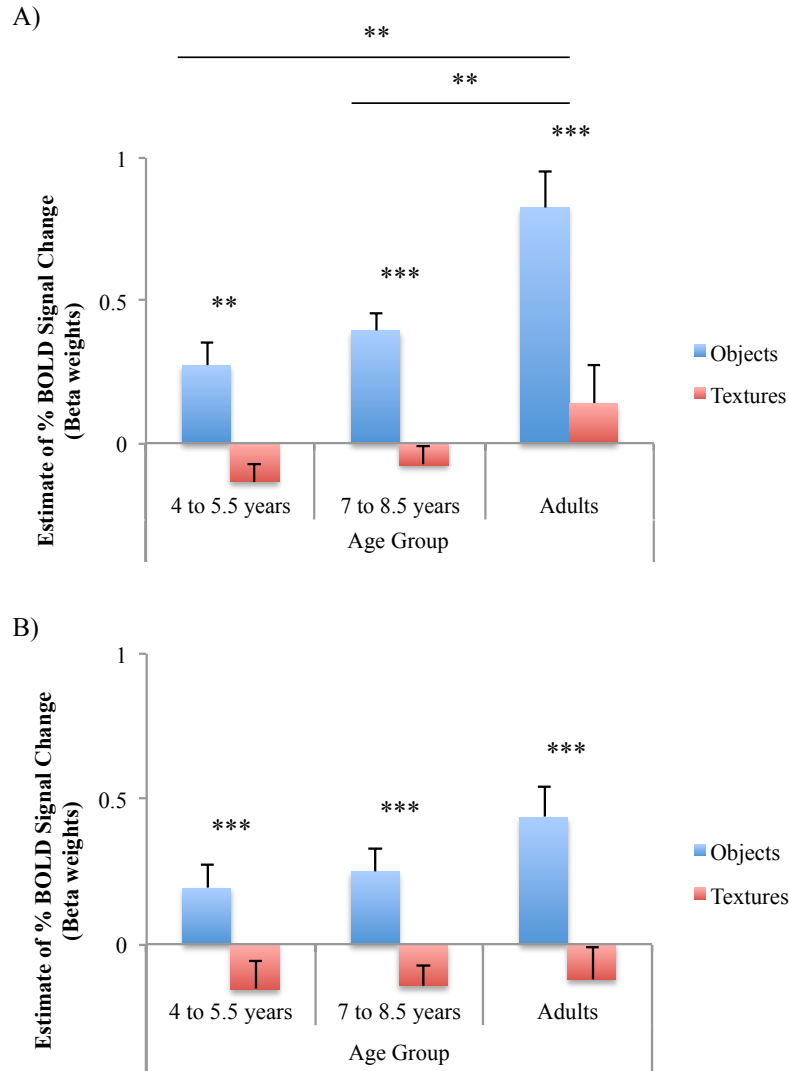 A)
**
**
***
1
***
**
0.5
Objects
Textures
0
Estimate of % BOLD Signal Change
(Beta weights)
4 to 5.5 years
7 to 8.5 years
Adults
Age Group
B)
1
***
***
***
0.5
Objects
Textures
0
Estimate of % BOLD Signal Change
(Beta weights)
4 to 5.5 years
7 to 8.5 years
Adults
Age Group